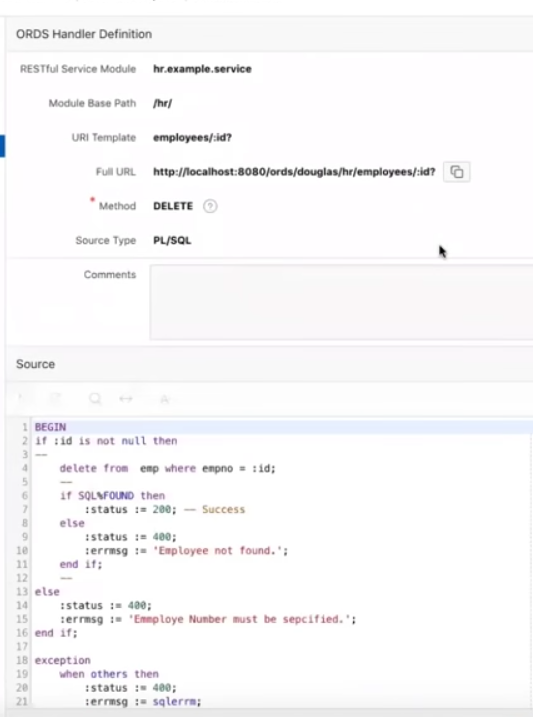 ORDS Handler Definition
RESTful Service Module hr.example.service
Module Base Path /hr/
URI Template employees/:id?
Full URL http://localhost:8080/ords/douglas/hr/employees/:id?
* Method DELETE ?
Source Type PL/SQL
Comments
Source
1 BEGIN
2 if :id is not null then
3 --
4 delete from emp where empno = :id;
5 --
6 if SQL%FOUND then
7 :status := 200; -- Success
8 else
9 :status := 400;
10 :errmsg := 'Employee not found.';
11 end if;
12 --
13 else
14 :status := 400;
15 :errmsg := 'Emmploye Number must be sepcified.';
16 end if;
17
18 exception
19 when others then
20 :status := 400;
21 :errmsg := sqlerrm;